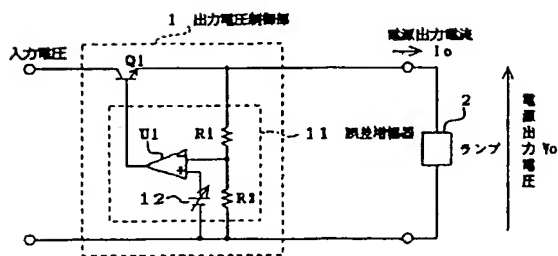 1 出力電圧制御部
入力電圧
Q1
電源出力電流
Io
U1
R1
11 誤差増幅器
2
ランプ
電源出力電圧 Vo
12
R2